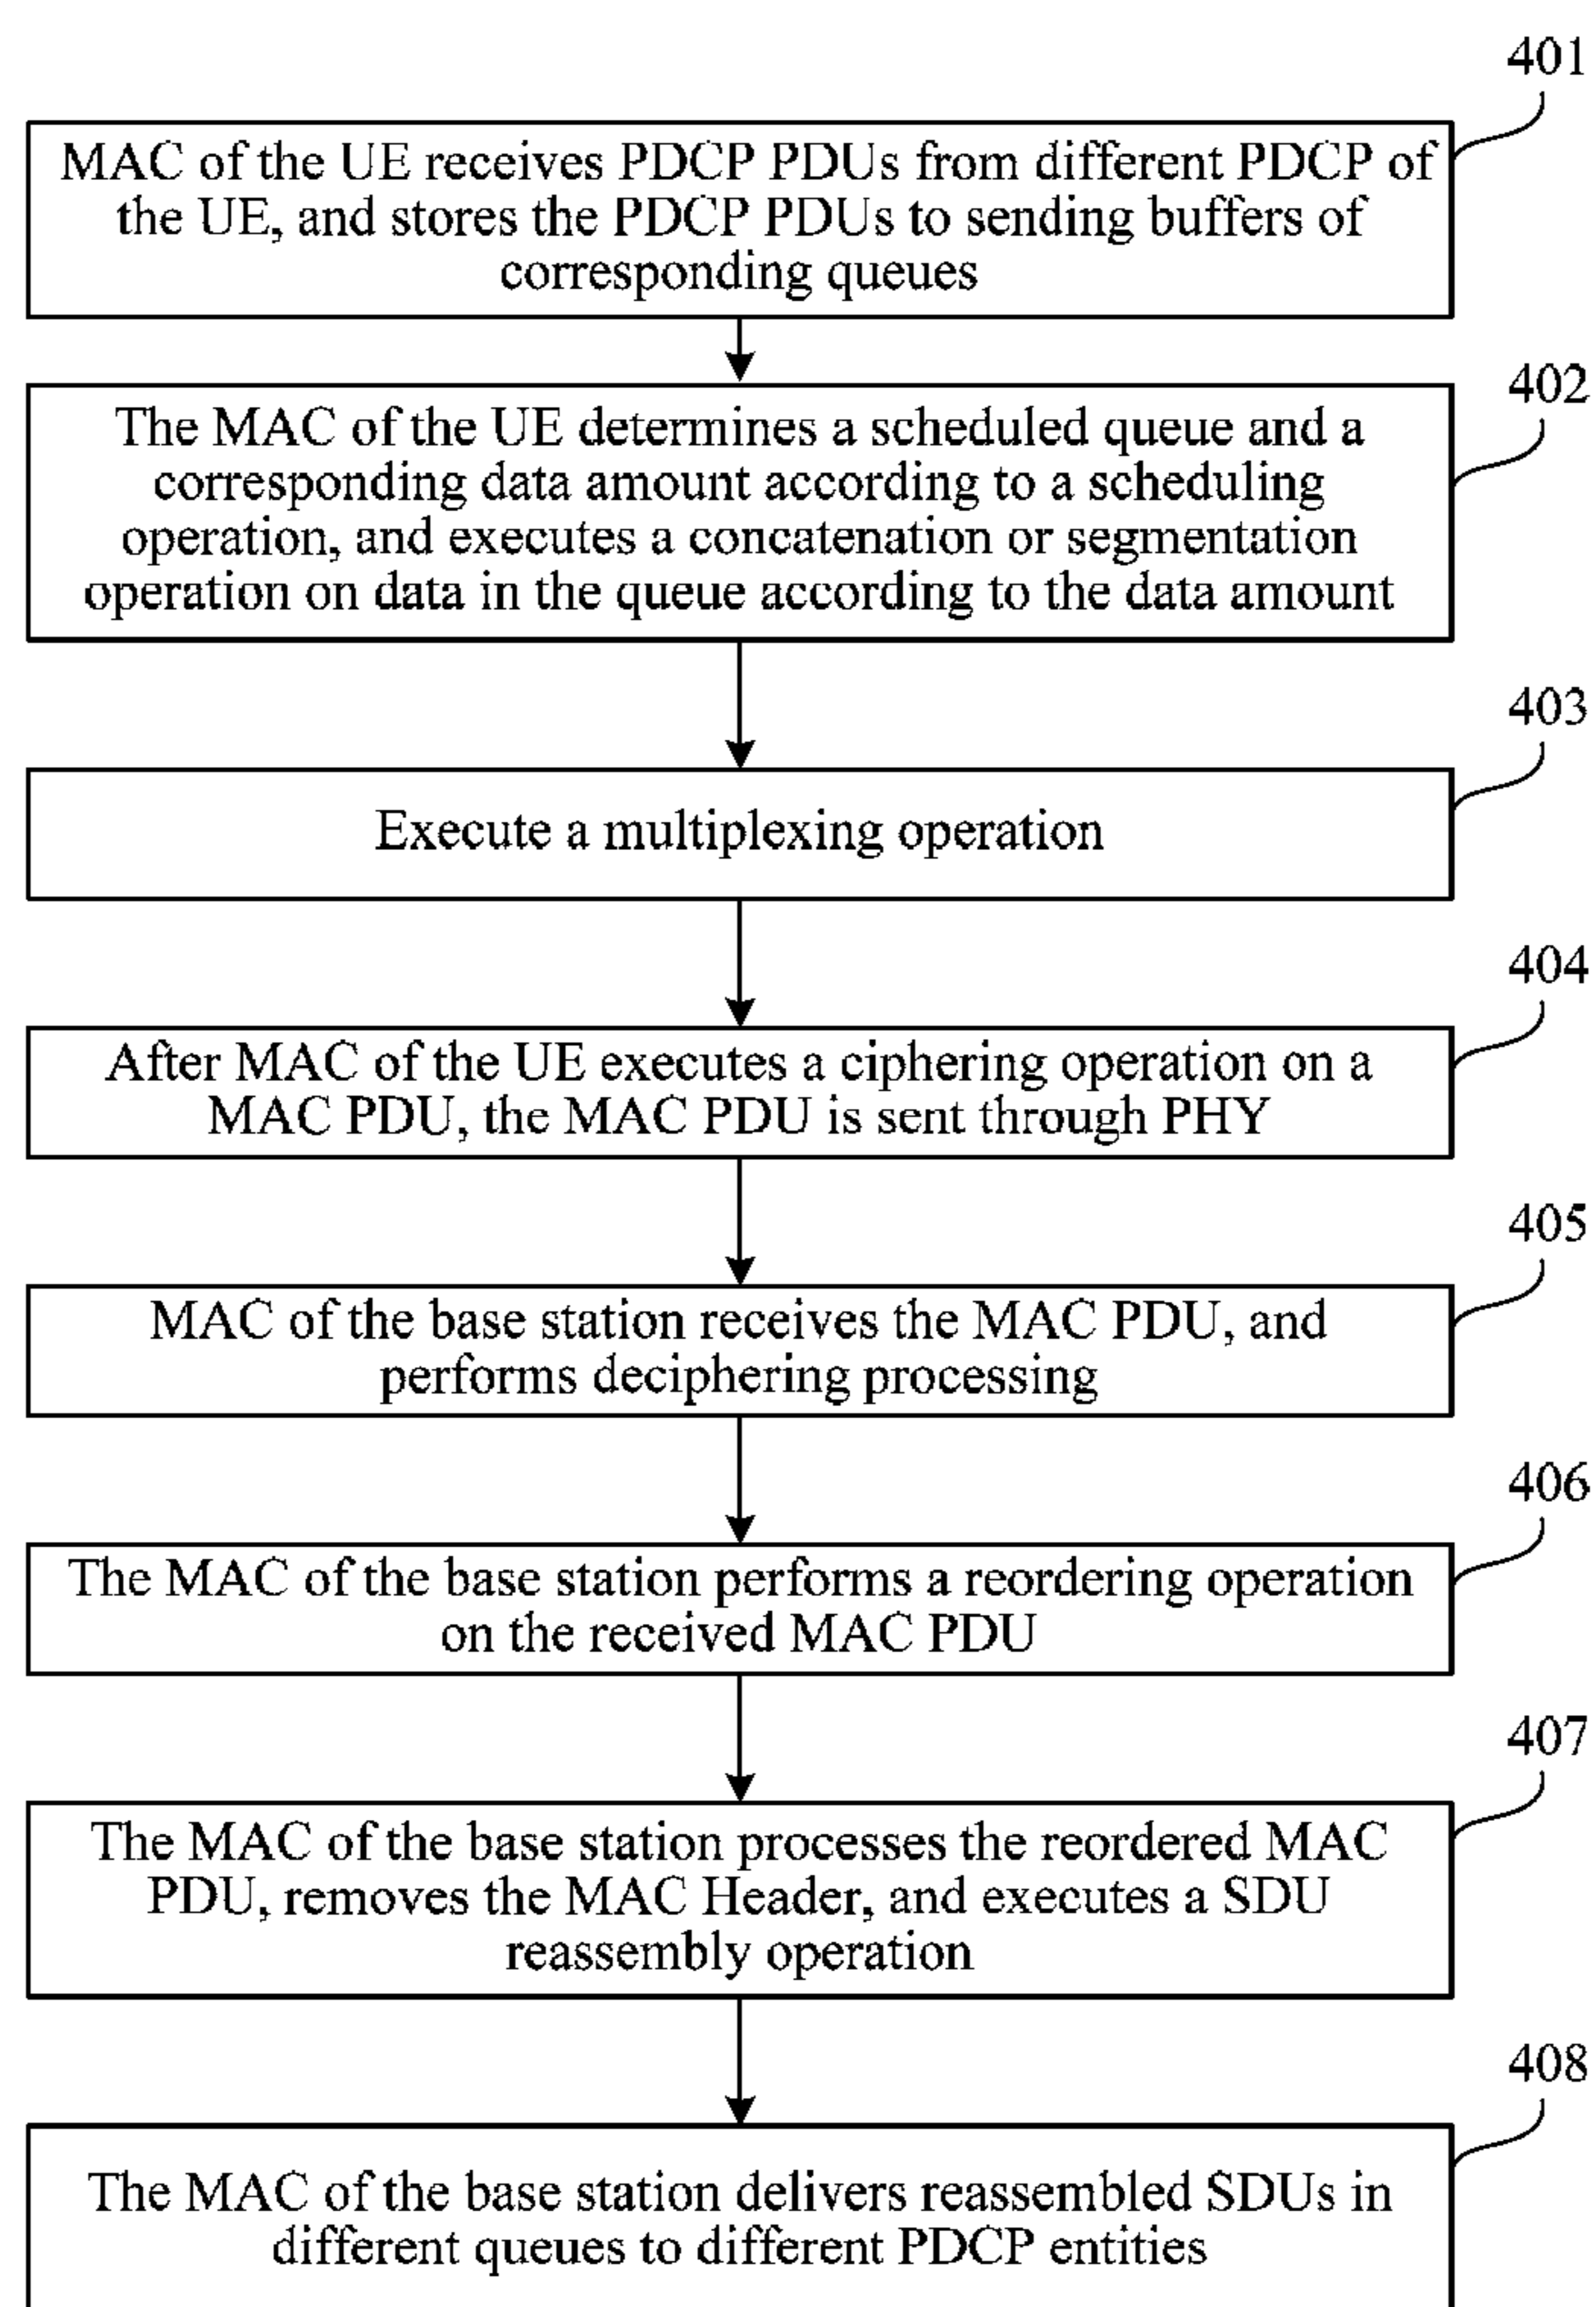 401
MAC of the UE receives PDCP PDUs from different PDCP of
the UE, and stores the PDCP PDUs to sending buffers of
corresponding queues
402
The MAC of the UE determines a scheduled queue and a
corresponding data amount according to a scheduling
operation, and executes a concatenation or segmentation
operation on data in the queue according to the data amount
403
Execute a multiplexing operation
404
After MAC of the UE executes a ciphering operation on a
MAC PDU, the MAC PDU is sent through PHY
405
MAC of the base station receives the MAC PDU, and
performs deciphering processing
406
The MAC of the base station performs a reordering operation
on the received MAC PDU
407
The MAC of the base station processes the reordered MAC
PDU, removes the MAC Header, and executes a SDU
reassembly operation
408
The MAC of the base station delivers reassembled SDUs in
different queues to different PDCP entities